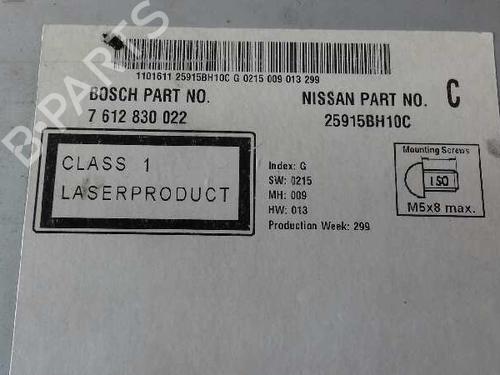 1101611 25915BH10C G 0215 009 013 299
BOSCH PART NO.
7 612 830 022
NISSAN PART NO.
25915BH10C
C
CLASS 1
LASERPRODUCT
Index: G
SW: 0215
MH: 009
HW: 013
Production Week: 299
Mounting Screws
ISO
M5x8 max.
B-PARTS